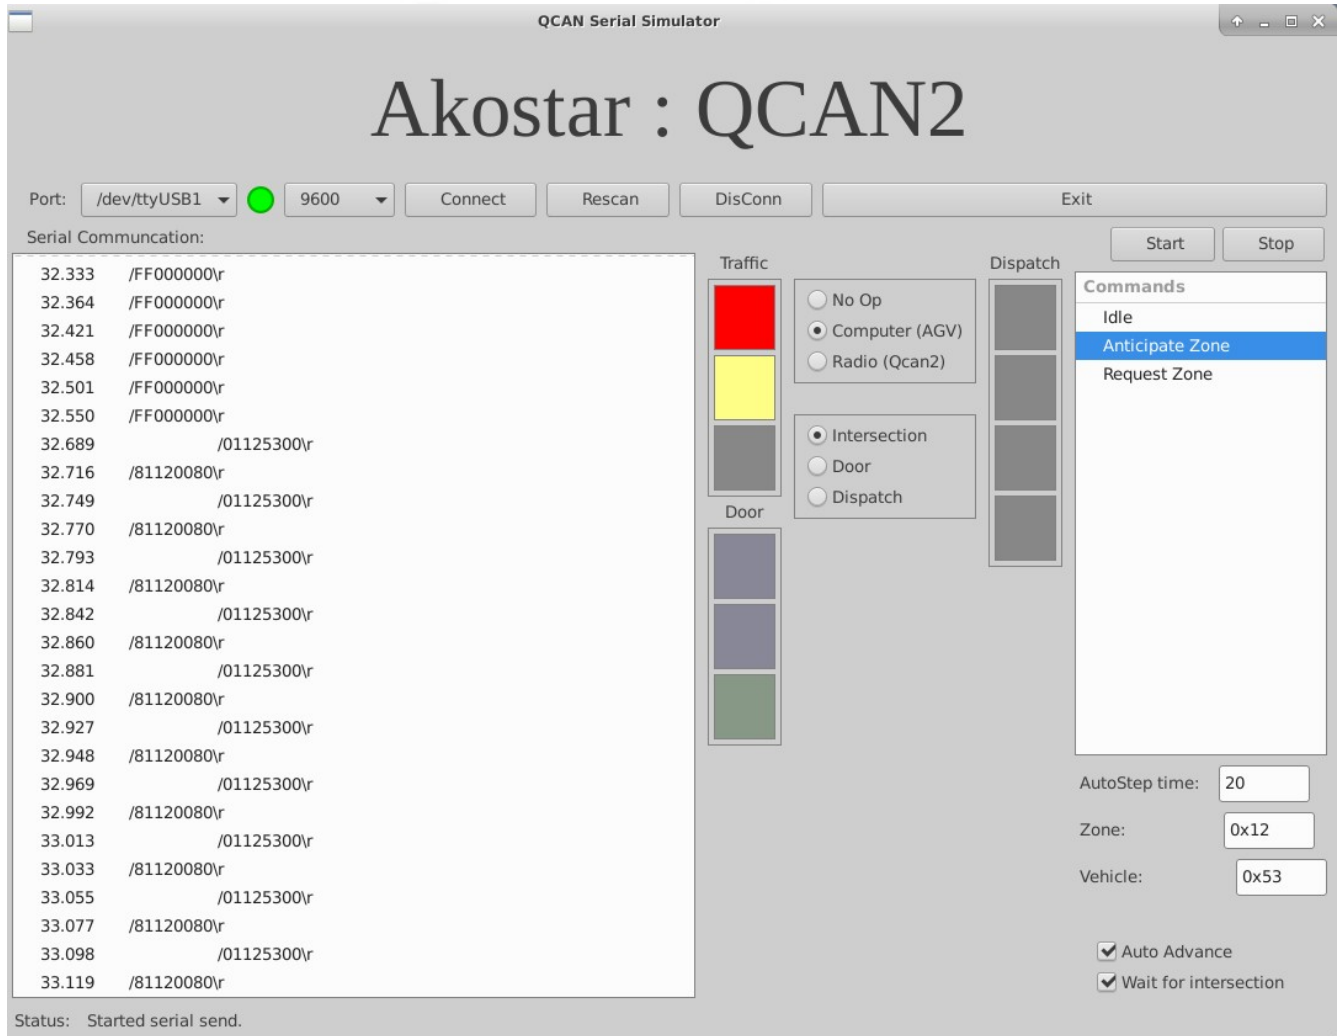 QCAN Serial Simulator
Akostar : QCAN2
Port: /dev/ttyUSB1 9600 Connect Rescan DisConn Exit
Serial Communcation:
32.333 /FF000000\r
32.364 /FF000000\r
32.421 /FF000000\r
32.458 /FF000000\r
32.501 /FF000000\r
32.550 /FF000000\r
32.689 /01125300\r
32.716 /81120080\r
32.749 /01125300\r
32.770 /81120080\r
32.793 /01125300\r
32.814 /81120080\r
32.842 /01125300\r
32.860 /81120080\r
32.881 /01125300\r
32.900 /81120080\r
32.927 /01125300\r
32.948 /81120080\r
32.969 /01125300\r
32.992 /81120080\r
33.013 /01125300\r
33.033 /81120080\r
33.055 /01125300\r
33.077 /81120080\r
33.098 /01125300\r
33.119 /81120080\r
Traffic
No Op
Computer (AGV)
Radio (Qcan2)
Intersection
Door
Dispatch
Door
Dispatch
Start Stop
Commands
Idle
Anticipate Zone
Request Zone
AutoStep time: 20
Zone: 0x12
Vehicle: 0x53
Auto Advance
Wait for intersection
Status: Started serial send.